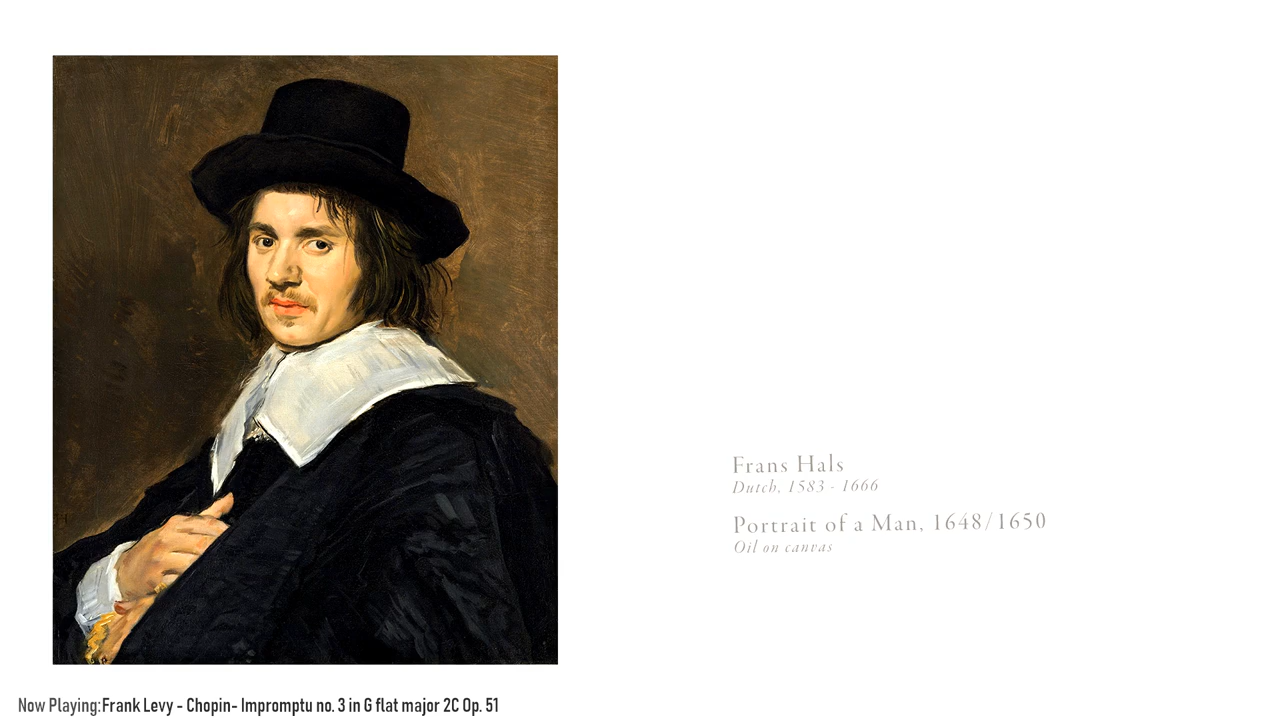 Frans Hals
Dutch, 1583 - 1666
Portrait of a Man, 1648/1650
Oil on canvas
Now Playing:Frank Levy - Chopin- Impromptu no. 3 in G flat major 2C Op. 51